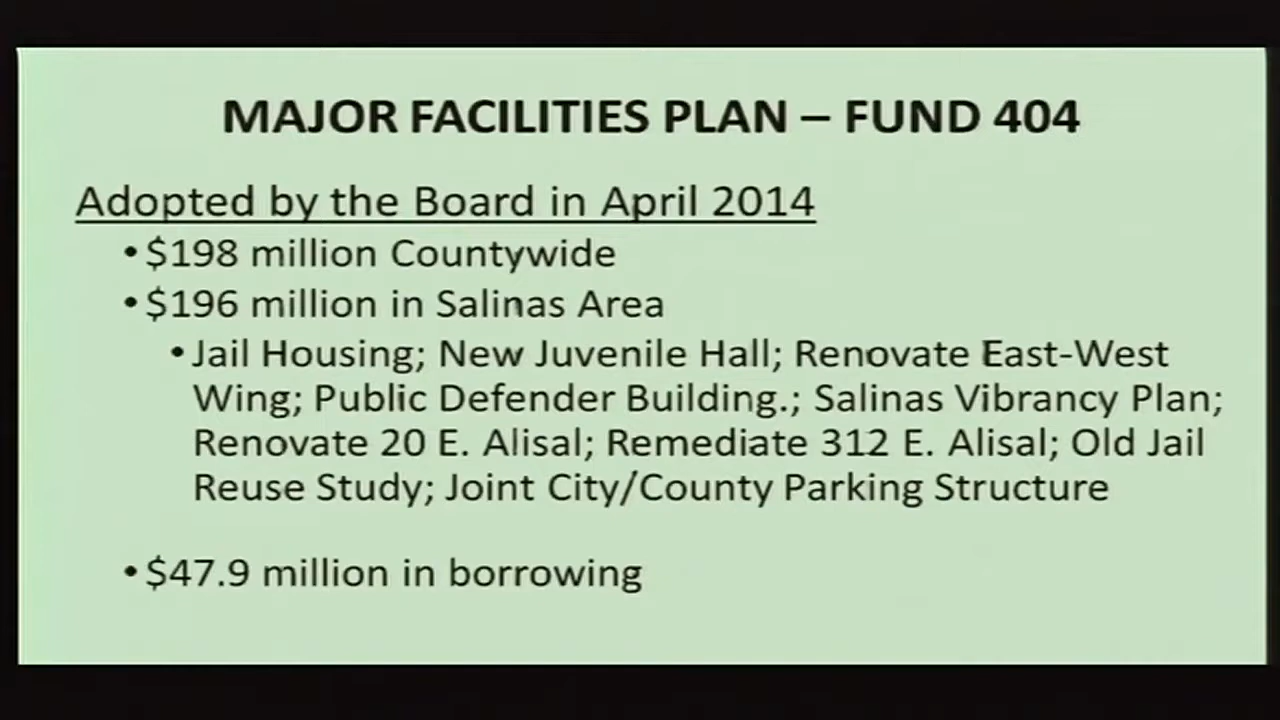 MAJOR FACILITIES PLAN – FUND 404
Adopted by the Board in April 2014
•$198 million Countywide
•$196 million in Salinas Area
•Jail Housing; New Juvenile Hall; Renovate East-West
Wing; Public Defender Building.; Salinas Vibrancy Plan;
Renovate 20 E. Alisal; Remediate 312 E. Alisal; Old Jail
Reuse Study; Joint City/County Parking Structure
•$47.9 million in borrowing